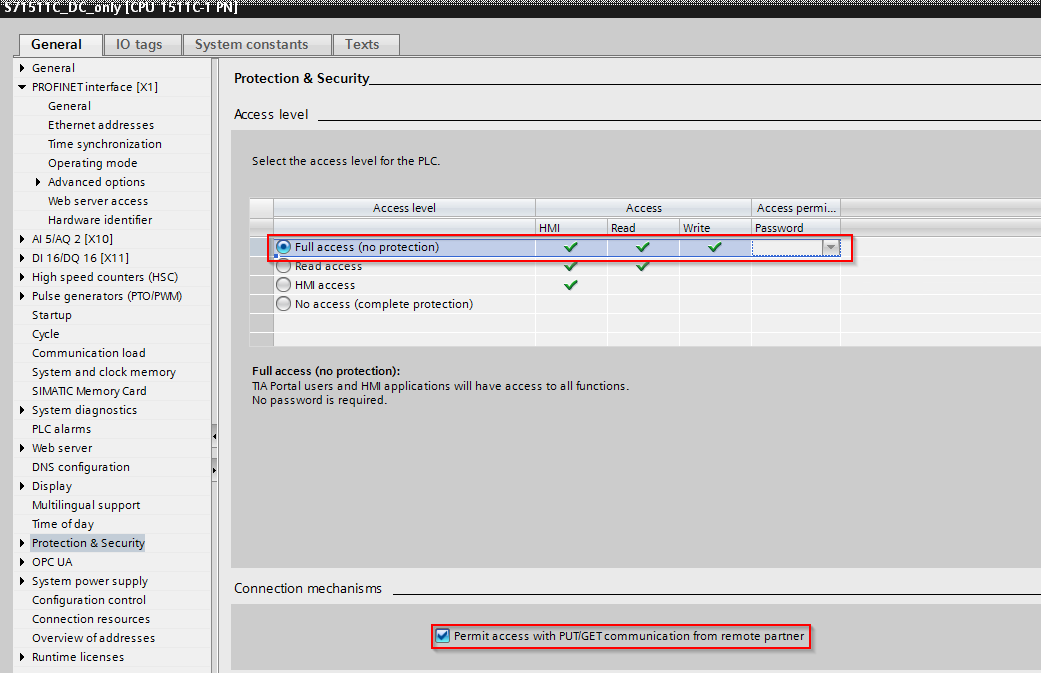 S71511C_DC_only [CPU 1511C-1 PN]
General
IO tags
System constants
Texts
General
PROFINET interface [X1]
General
Ethernet addresses
Time synchronization
Operating mode
Advanced options
Web server access
Hardware identifier
AI 5/AQ 2 [X10]
DI 16/DQ 16 [X11]
High speed counters (HSC)
Pulse generators (PTO/PWM)
Startup
Cycle
Communication load
System and clock memory
SIMATIC Memory Card
System diagnostics
PLC alarms
Web server
DNS configuration
Display
Multilingual support
Time of day
Protection & Security
OPC UA
System power supply
Configuration control
Connection resources
Overview of addresses
Runtime licenses
Protection & Security
Access level
Select the access level for the PLC.
Access level Access Access permi...
HMI Read Write Password
Full access (no protection)
Read access
HMI access
No access (complete protection)
Full access (no protection):
TIA Portal users and HMI applications will have access to all functions.
No password is required.
Connection mechanisms
Permit access with PUT/GET communication from remote partner